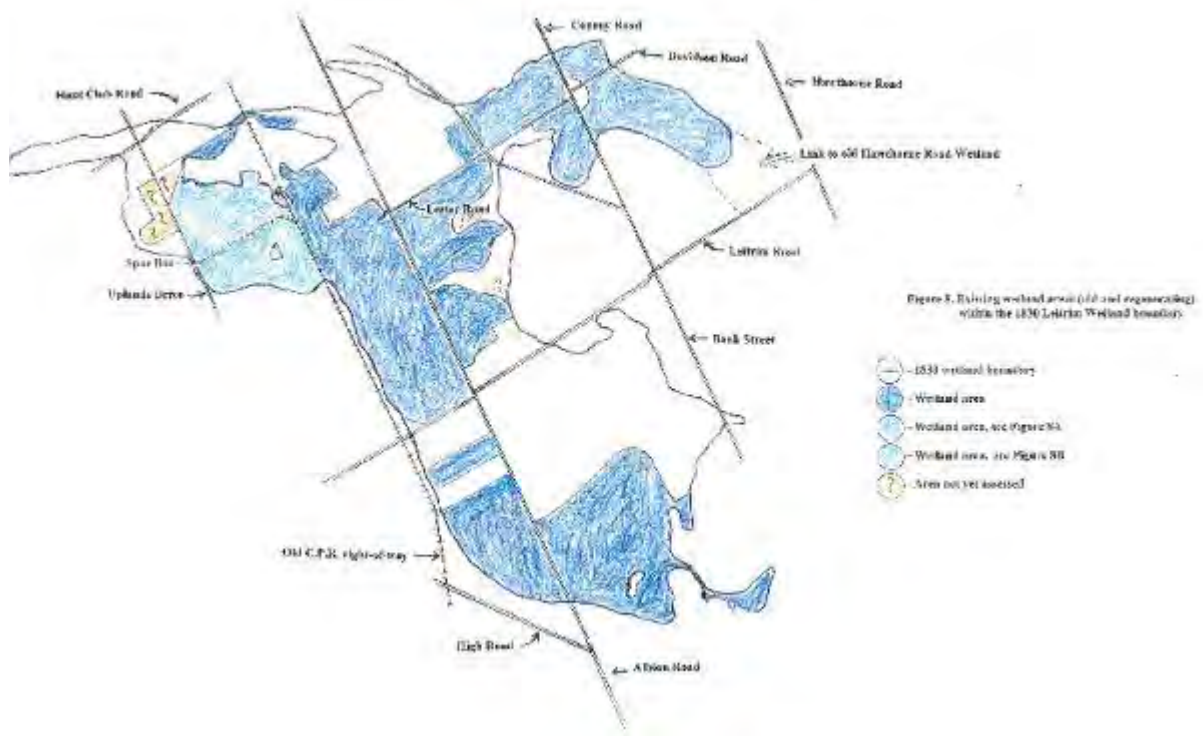 Conroy Road
Davidson Road
Hawthorne Road
Hunt Club Road
Link to old Hawthorne Road Wetland
Lester Road
Leitrim Road
Spur line
Uplands Drive
Figure 8. Existing wetland areas (old and regenerating)
within the 1830 Leitrim Wetland boundary
Bank Street
- 1830 wetland boundary
- Wetland area
- Wetland area, see Figure 8A
- Wetland area, see Figure 8B
? - Area not yet assessed
Old C.P.R. right-of-way
High Road
Albion Road